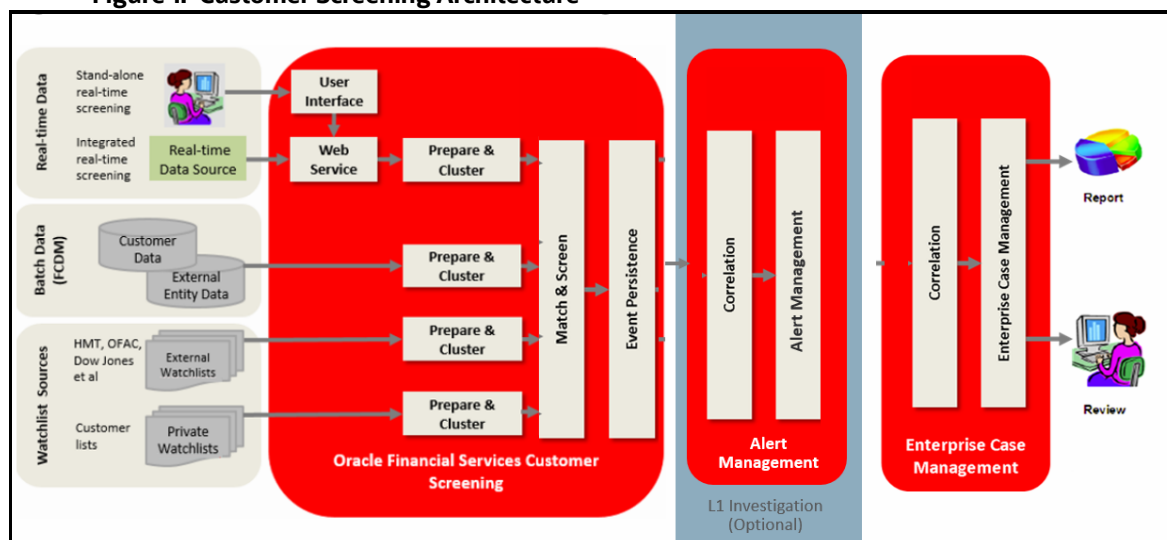 Figure 4: Customer Screening Architecture
Real-time Data
Stand-alone
real-time
screening
Integrated
real-time
screening
Real-time
Data Source
User
Interface
Web
Service
Prepare &
Cluster
Batch Data
(FCDM)
Customer
Data
External
Entity Data
Prepare &
Cluster
Watchlist Sources
HMT, OFAC,
Dow Jones
et al
External
Watchlists
Prepare &
Cluster
Customer
lists
Private
Watchlists
Prepare &
Cluster
Match & Screen
Event Persistence
Oracle Financial Services Customer
Screening
Correlation
Alert Management
Alert
Management
L1 Investigation
(Optional)
Correlation
Enterprise Case Management
Enterprise Case
Management
Report
Review